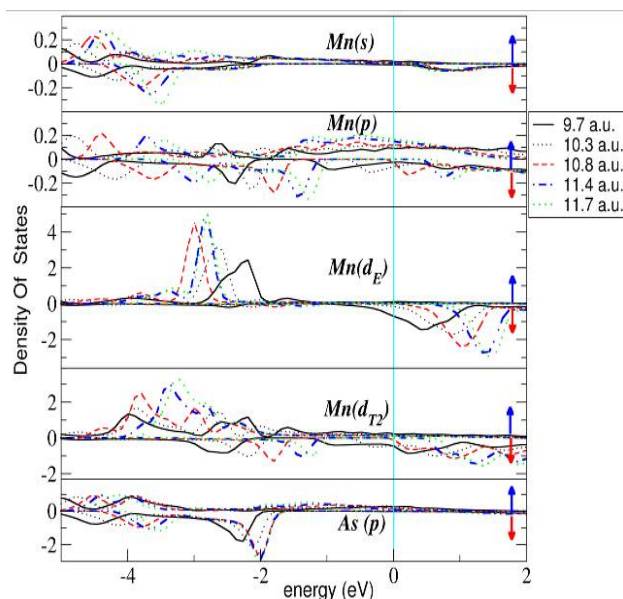 0.2
0
-0.2
Mn(s)
0.2
0
-0.2
Mn(p)
9.7 a.u.
10.3 a.u.
10.8 a.u.
11.4 a.u.
11.7 a.u.
Density Of States
4
2
0
-2
Mn(d_E)
2
0
-2
Mn(d_T2)
0
-2
As (p)
-4 -2 0 2
energy (eV)